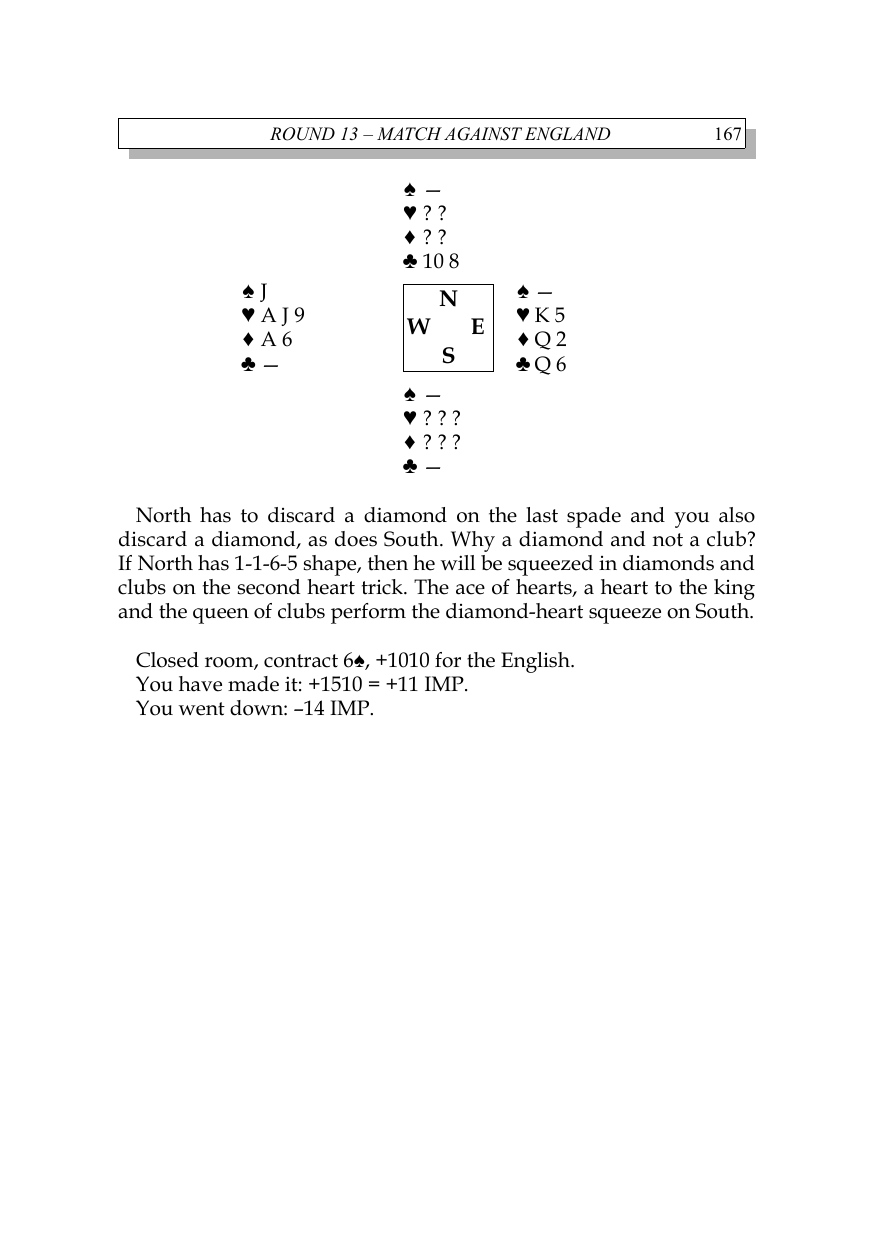 ROUND 13 – MATCH AGAINST ENGLAND 167
♠ —
♥ ? ?
♦ ? ?
♣ 10 8
♠ J
♥ A J 9
♦ A 6
♣ —
N
W E
S
♠ —
♥ K 5
♦ Q 2
♣ Q 6
♠ —
♥ ? ? ?
♦ ? ? ?
♣ —
North has to discard a diamond on the last spade and you also
discard a diamond, as does South. Why a diamond and not a club?
If North has 1-1-6-5 shape, then he will be squeezed in diamonds and
clubs on the second heart trick. The ace of hearts, a heart to the king
and the queen of clubs perform the diamond-heart squeeze on South.
Closed room, contract 6♠, +1010 for the English.
You have made it: +1510 = +11 IMP.
You went down: –14 IMP.